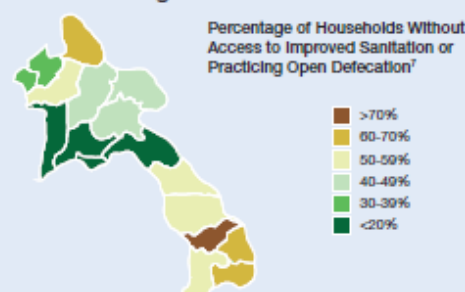 Percentage of Households Without
Access to Improved Sanitation or
Practicing Open Defecation⁷
>70%
60-70%
50-59%
40-49%
30-39%
<20%